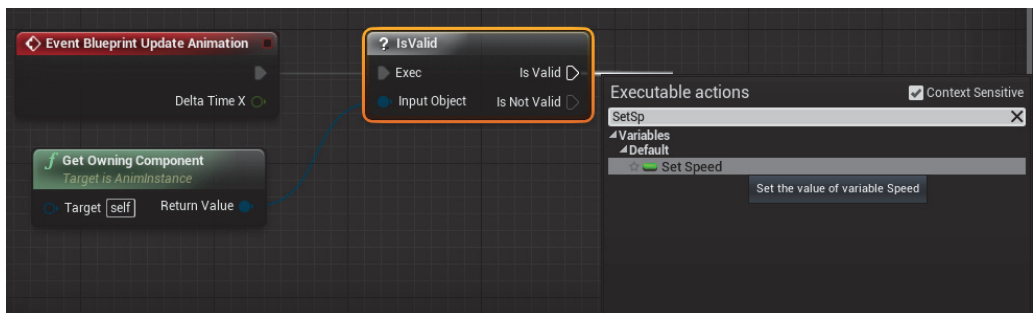 Event Blueprint Update Animation
Delta Time X
? IsValid
Exec
Is Valid
Input Object
Is Not Valid
f Get Owning Component
Target is AnimInstance
Target self
Return Value
Executable actions
Context Sensitive
SetSp
Variables
Default
Set Speed
Set the value of variable Speed